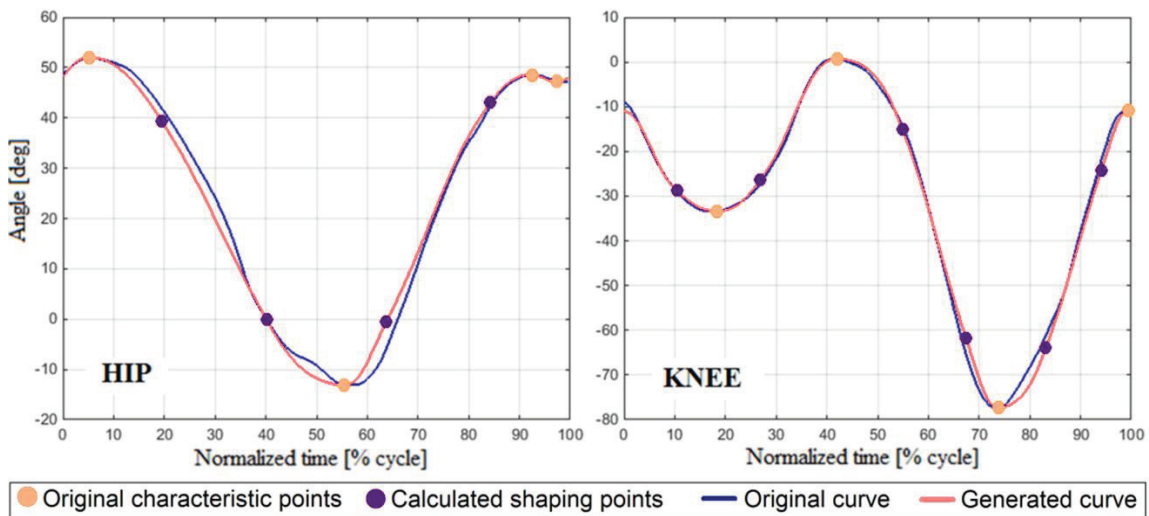 60
50
40
30
20
10
0
-10
-20
Angle [deg]
HIP
0 10 20 30 40 50 60 70 80 90 100
Normalized time [% cycle]
0
-10
-20
-30
-40
-50
-60
-70
-80
KNEE
0 10 20 30 40 50 60 70 80 90 100
Normalized time [% cycle]
Original characteristic points Calculated shaping points Original curve Generated curve